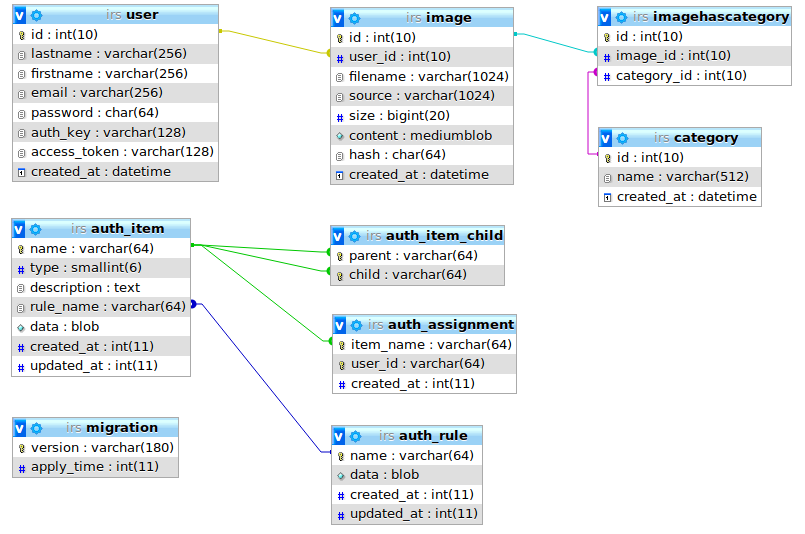 v irs user
id : int(10)
lastname : varchar(256)
firstname : varchar(256)
email : varchar(256)
password : char(64)
auth_key : varchar(128)
access_token : varchar(128)
created_at : datetime
v irs image
id : int(10)
# user_id : int(10)
filename : varchar(1024)
source : varchar(1024)
# size : bigint(20)
content : mediumblob
hash : char(64)
created_at : datetime
v irs imagehascategory
id : int(10)
# image_id : int(10)
# category_id : int(10)
v irs category
id : int(10)
name : varchar(512)
created_at : datetime
v irs auth_item
name : varchar(64)
# type : smallint(6)
description : text
rule_name : varchar(64)
data : blob
# created_at : int(11)
# updated_at : int(11)
v irs auth_item_child
parent : varchar(64)
child : varchar(64)
v irs auth_assignment
item_name : varchar(64)
user_id : varchar(64)
# created_at : int(11)
v irs migration
version : varchar(180)
# apply_time : int(11)
v irs auth_rule
name : varchar(64)
data : blob
# created_at : int(11)
# updated_at : int(11)